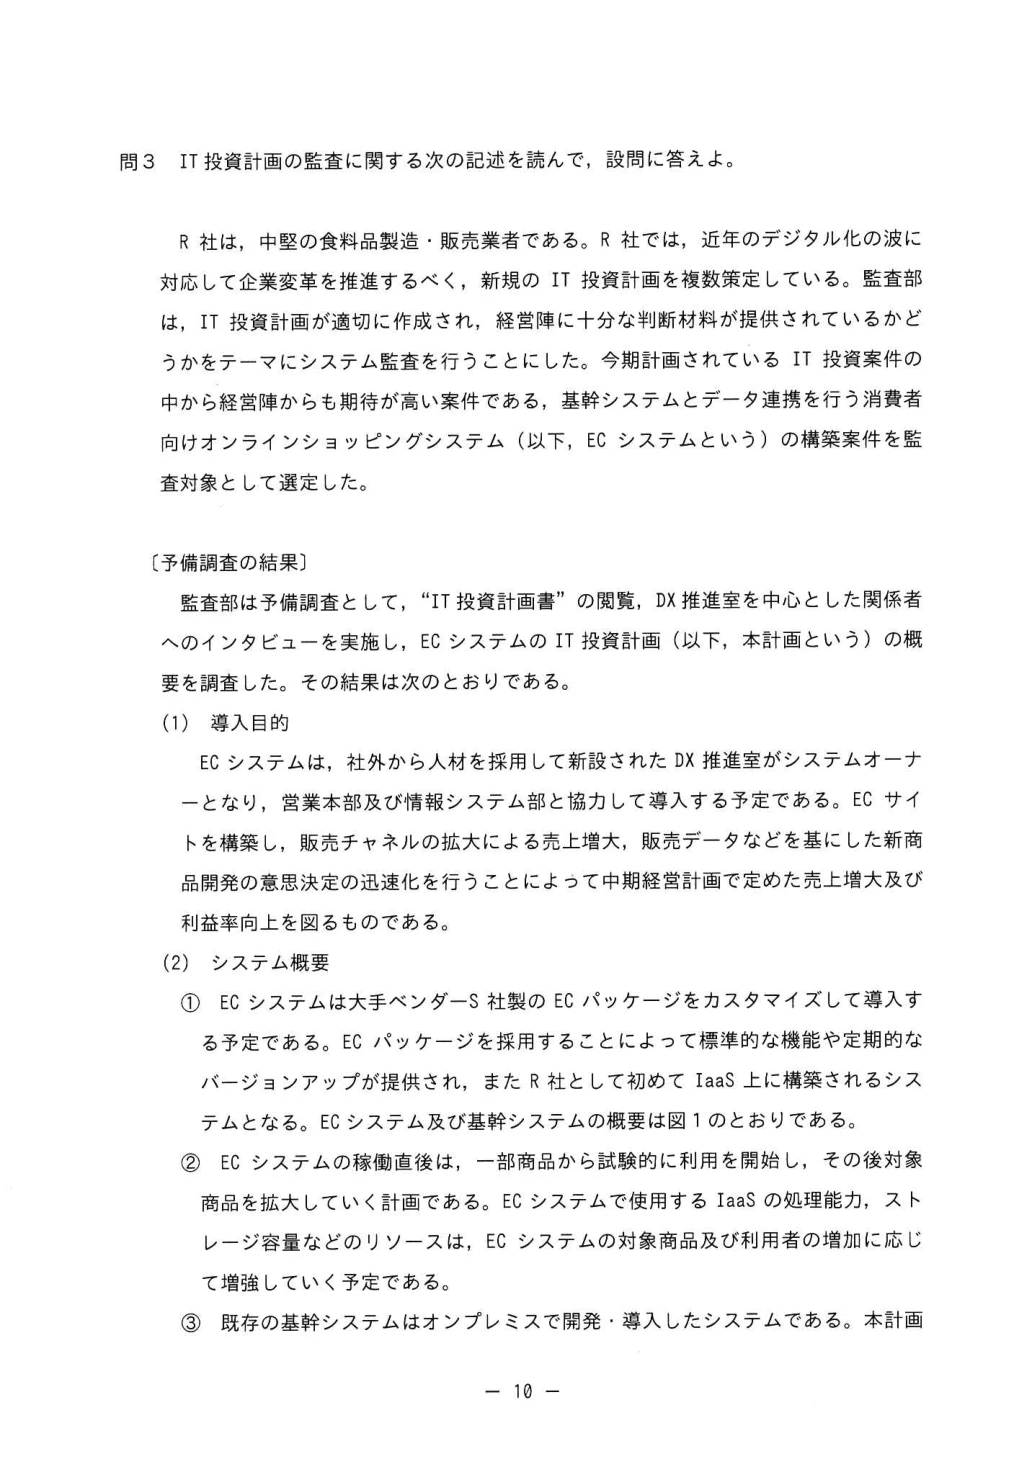 問3 IT 投資計画の監査に関する次の記述を読んで，設問に答えよ。
R 社は，中堅の食料品製造・販売業者である。R 社では，近年のデジタル化の波に
対応して企業変革を推進するべく，新規の IT 投資計画を複数策定している。監査部
は，IT 投資計画が適切に作成され，経営陣に十分な判断材料が提供されているかど
うかをテーマにシステム監査を行うことにした。今期計画されている IT 投資案件の
中から経営陣からも期待が高い案件である，基幹システムとデータ連携を行う消費者
向けオンラインショッピングシステム（以下，EC システムという）の構築案件を監
査対象として選定した。
〔予備調査の結果〕
監査部は予備調査として，“IT 投資計画書” の閲覧，DX 推進室を中心とした関係者
へのインタビューを実施し，EC システムの IT 投資計画（以下，本計画という）の概
要を調査した。その結果は次のとおりである。
(1) 導入目的
EC システムは，社外から人材を採用して新設された DX 推進室がシステムオーナ
ーとなり，営業本部及び情報システム部と協力して導入する予定である。EC サイ
トを構築し，販売チャネルの拡大による売上増大，販売データなどを基にした新商
品開発の意思決定の迅速化を行うことによって中期経営計画で定めた売上増大及び
利益率向上を図るものである。
(2) システム概要
① EC システムは大手ベンダーS 社製の EC パッケージをカスタマイズして導入す
る予定である。EC パッケージを採用することによって標準的な機能や定期的な
バージョンアップが提供され，また R 社として初めて IaaS 上に構築されるシス
テムとなる。EC システム及び基幹システムの概要は図 1 のとおりである。
② EC システムの稼働直後は，一部商品から試験的に利用を開始し，その後対象
商品を拡大していく計画である。EC システムで使用する IaaS の処理能力，スト
レージ容量などのリソースは，EC システムの対象商品及び利用者の増加に応じ
て増強していく予定である。
③ 既存の基幹システムはオンプレミスで開発・導入したシステムである。本計画
－ 10 －